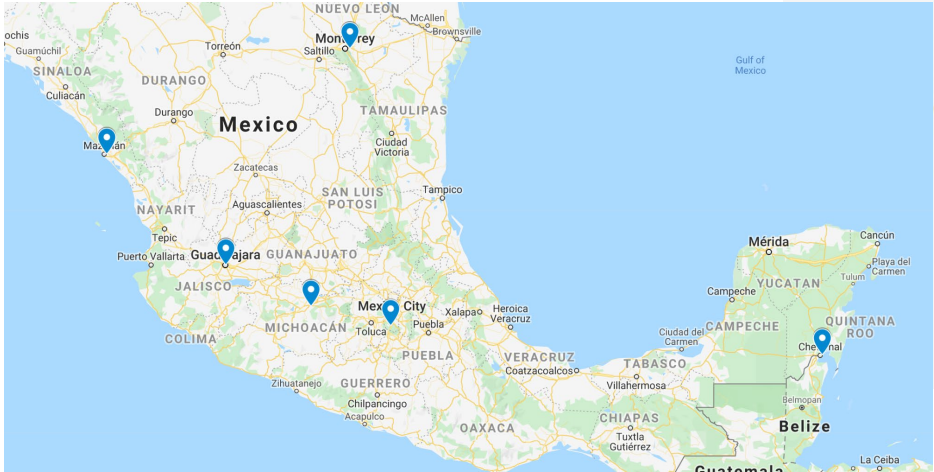 NUEVO LEON
McAllen
Monterrey
Brownsville
ochis
Guamúchil
Torreón
Saltillo
Gulf of
Mexico
SINALOA
Culiacán
DURANGO
Durango
Mexico
TAMAULIPAS
Ciudad
Victoria
Zacatecas
SAN LUIS
POTOSI
Tampico
Aguascalientes
NAYARIT
Tepic
Puerto Vallarta
GUANAJUATO
Mérida
Cancún
Playa del
Carmen
Tulum
YUCATAN
Campeche
JALISCO
Mexico City
Xalapa
Heroica
Veracruz
Toluca
Puebla
MICHOACÁN
COLIMA
Ciudad del
Carmen
CAMPECHE
QUINTANA
ROO
PUEBLA
VERACRUZ
Coatzacoalcos
TABASCO
Villahermosa
Zihuatanejo
GUERRERO
Chilpancingo
Acapulco
OAXACA
CHIAPAS
Tuxtla
Gutiérrez
Belmopan
Belize
Guatemala
La Ceiba